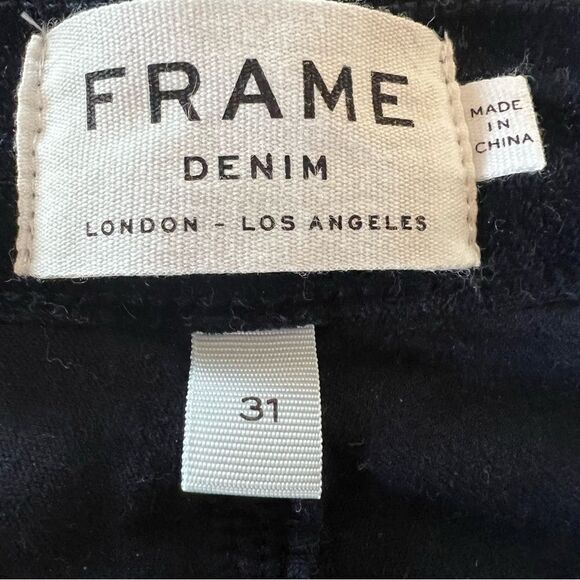 FRAME
DENIM
LONDON - LOS ANGELES
MADE
IN
CHINA
31